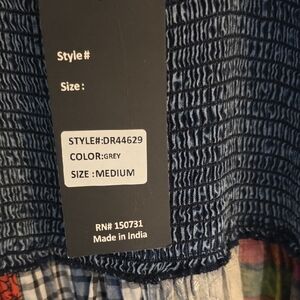 Style #
Size :
STYLE#:DR44629
COLOR:GREY
SIZE :MEDIUM
RN# 150731
Made in India